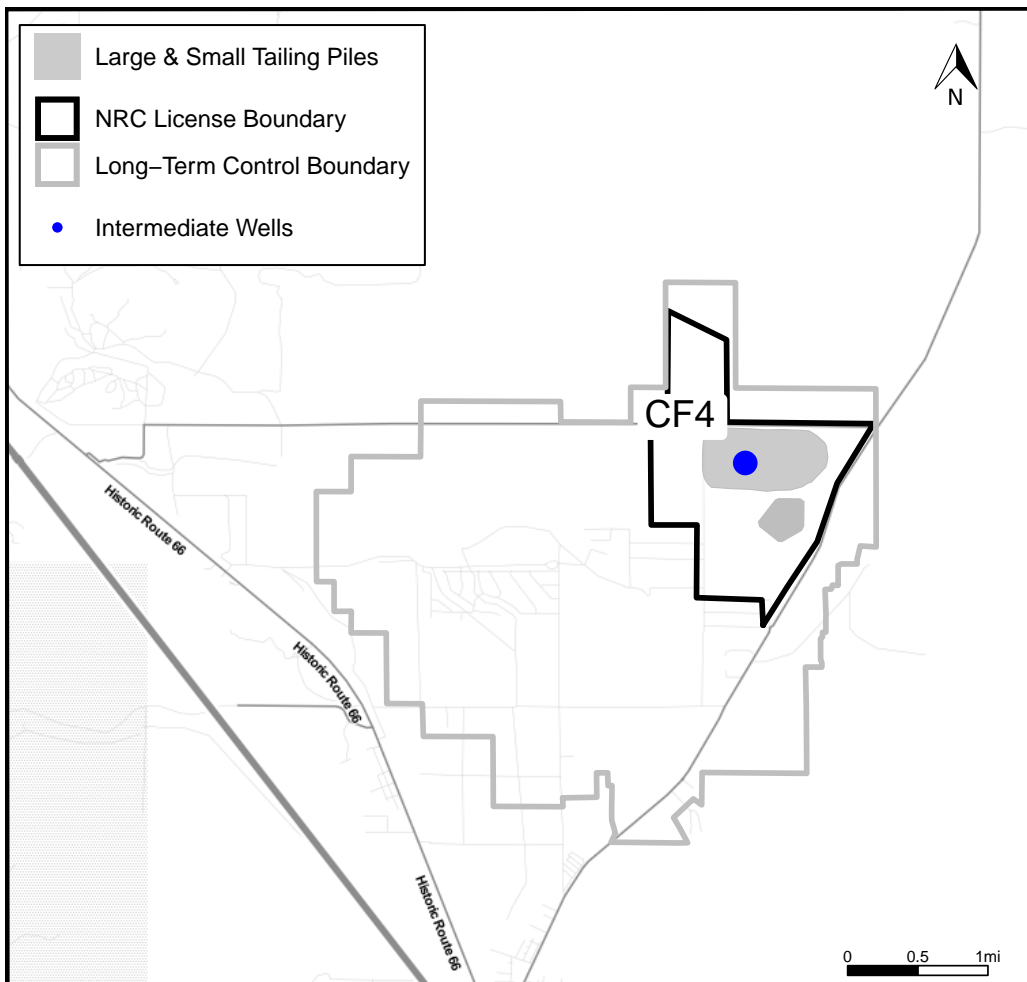 Large & Small Tailing Piles
NRC License Boundary
Long−Term Control Boundary
Intermediate Wells
N
CF4
Historic Route 66
Historic Route 66
Historic Route 66
0 0.5 1mi